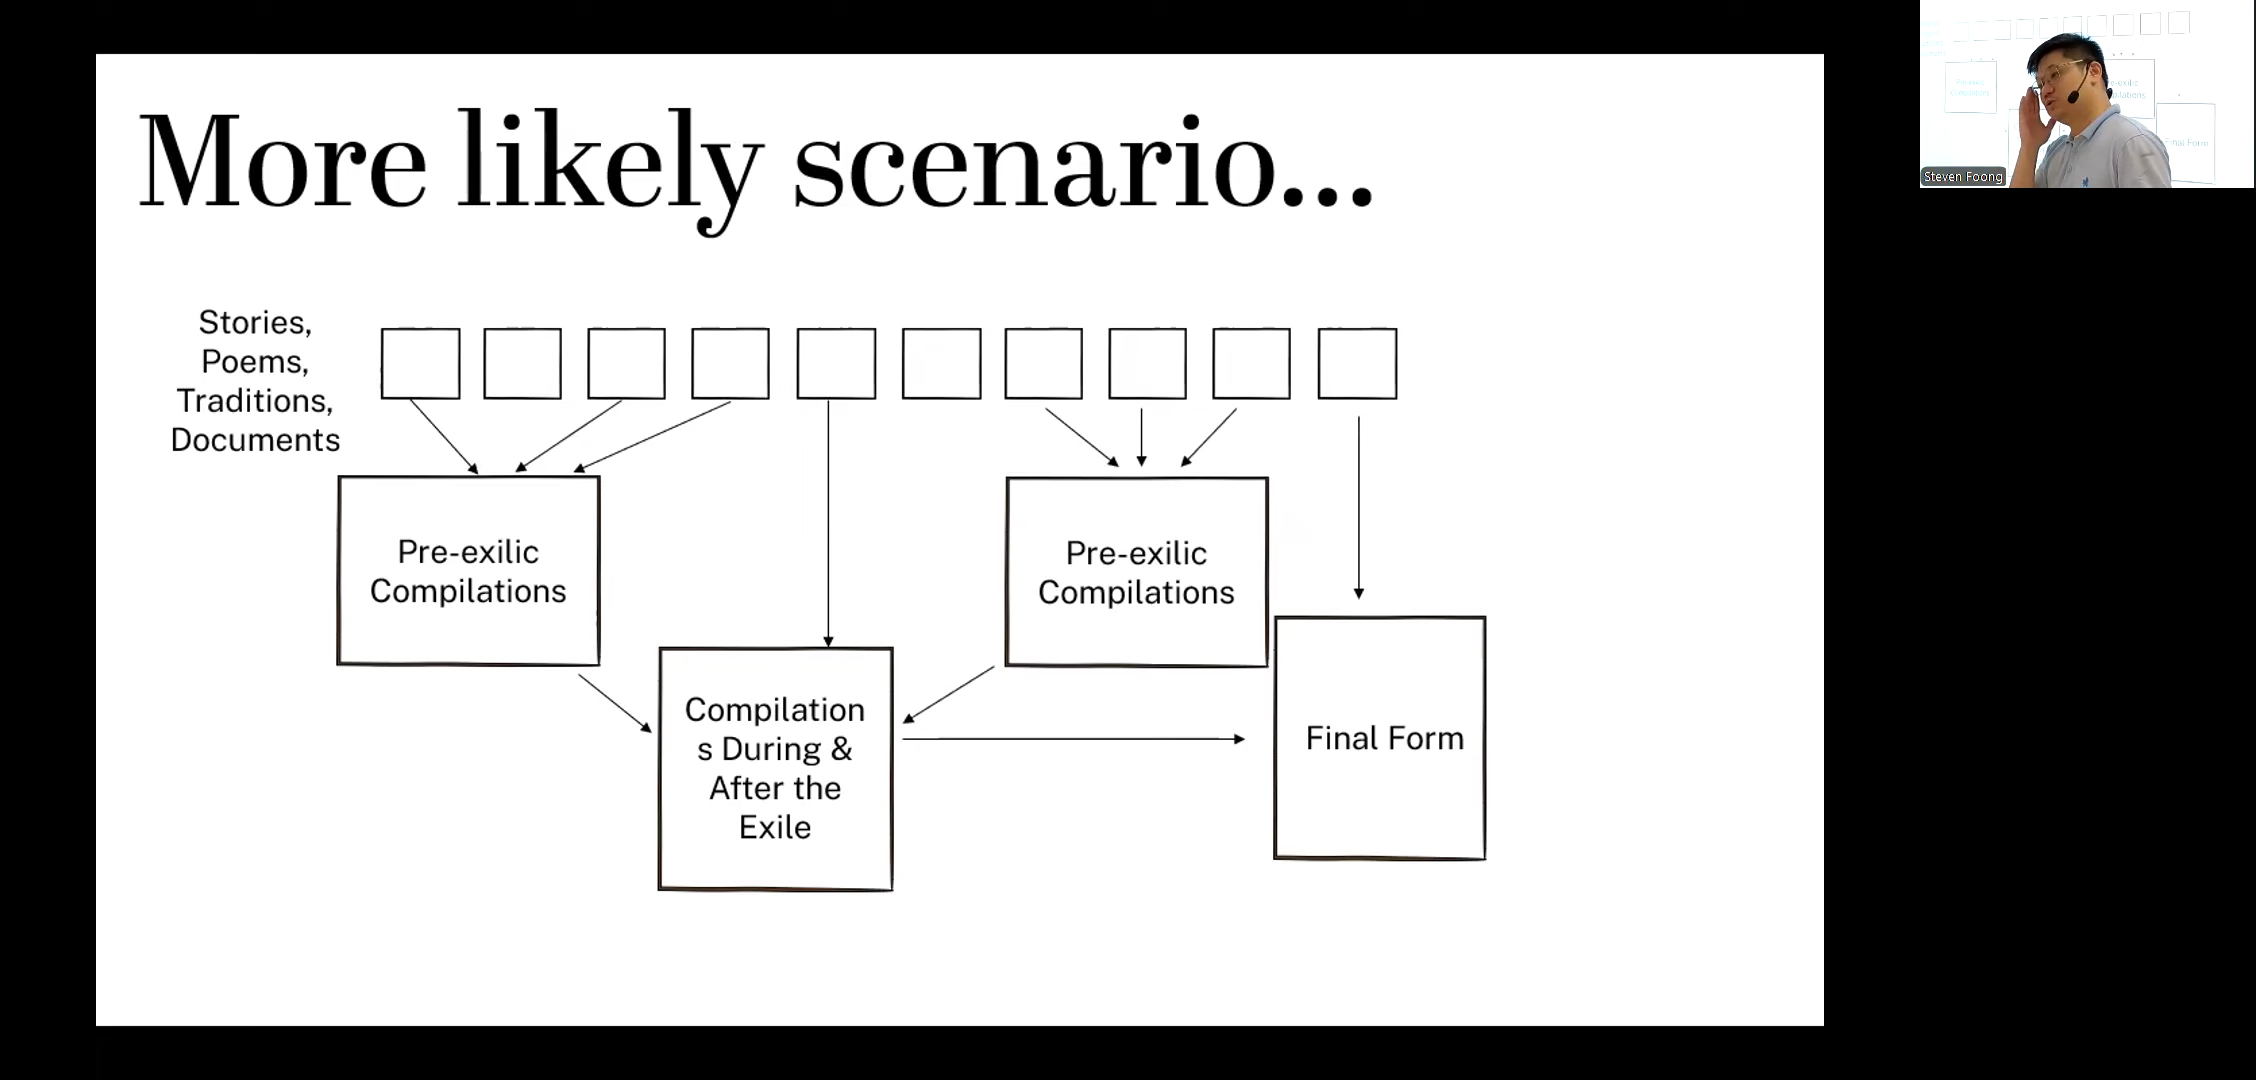 More likely scenario...
Stories,
Poems,
Traditions,
Documents
Pre-exilic
Compilations
Pre-exilic
Compilations
Compilation
s During &
After the
Exile
Final Form
Steven Foong